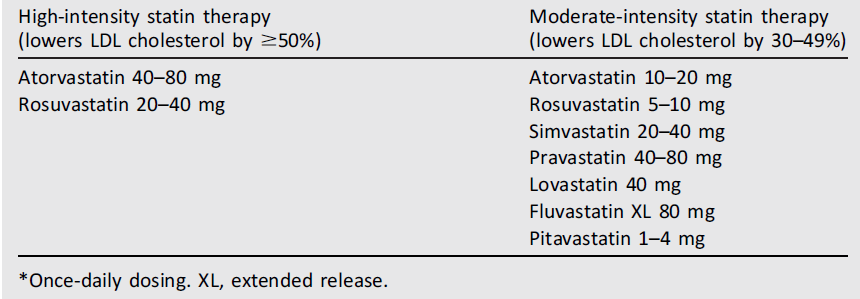 High-intensity statin therapy
(lowers LDL cholesterol by ≥50%)
Moderate-intensity statin therapy
(lowers LDL cholesterol by 30–49%)
Atorvastatin 40–80 mg
Rosuvastatin 20–40 mg
Atorvastatin 10–20 mg
Rosuvastatin 5–10 mg
Simvastatin 20–40 mg
Pravastatin 40–80 mg
Lovastatin 40 mg
Fluvastatin XL 80 mg
Pitavastatin 1–4 mg
*Once-daily dosing. XL, extended release.